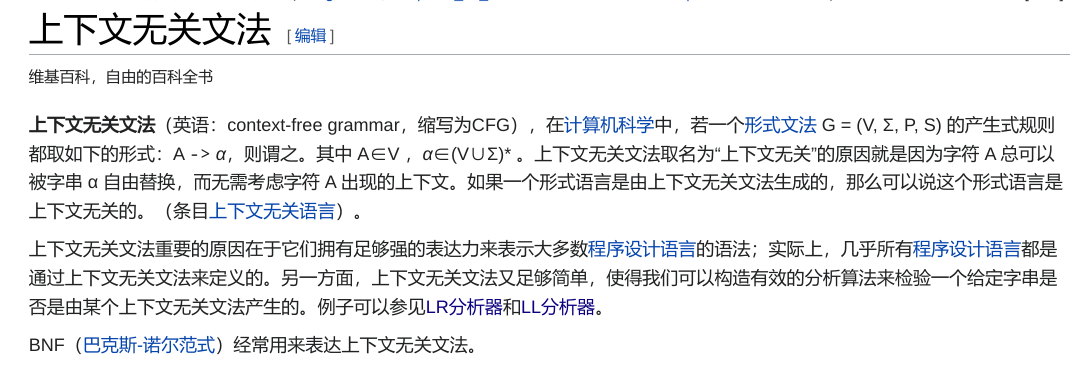 上下文无关文法 [编辑]
维基百科，自由的百科全书
上下文无关文法（英语：context-free grammar，缩写为CFG），在计算机科学中，若一个形式文法 G = (V, Σ, P, S) 的产生式规则
都取如下的形式：A -> α，则谓之。其中 A∈V ，α∈(V∪Σ)* 。上下文无关文法取名为“上下文无关”的原因就是因为字符 A 总可以
被字串 α 自由替换，而无需考虑字符 A 出现的上下文。如果一个形式语言是由上下文无关文法生成的，那么可以说这个形式语言是
上下文无关的。（条目上下文无关语言）。
上下文无关文法重要的原因在于它们拥有足够强的表达力来表示大多数程序设计语言的语法；实际上，几乎所有程序设计语言都是
通过上下文无关文法来定义的。另一方面，上下文无关文法又足够简单，使得我们可以构造有效的分析算法来检验一个给定字串是
否是由某个上下文无关文法产生的。例子可以参见LR分析器和LL分析器。
BNF（巴克斯-诺尔范式）经常用来表达上下文无关文法。